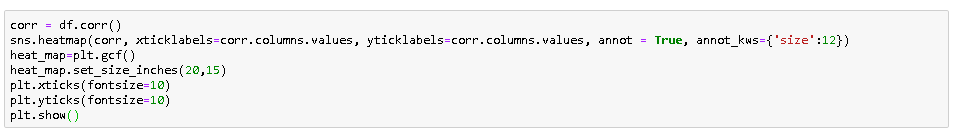 corr = df.corr()
sns.heatmap(corr, xticklabels=corr.columns.values, yticklabels=corr.columns.values, annot = True, annot_kws={'size':12})
heat_map=plt.gcf()
heat_map.set_size_inches(20,15)
plt.xticks(fontsize=10)
plt.yticks(fontsize=10)
plt.show()